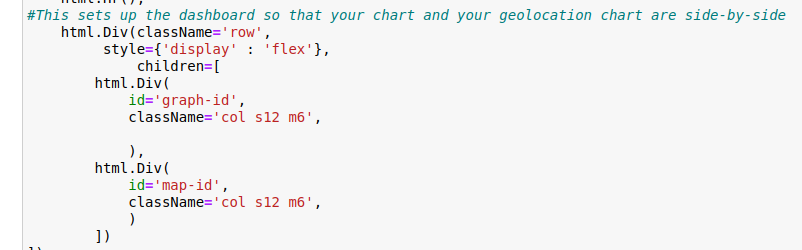 html.Hr(),
#This sets up the dashboard so that your chart and your geolocation chart are side-by-side
    html.Div(className='row',
         style={'display' : 'flex'},
             children=[
        html.Div(
            id='graph-id',
            className='col s12 m6',
            ),
        html.Div(
            id='map-id',
            className='col s12 m6',
            )
        ])
])